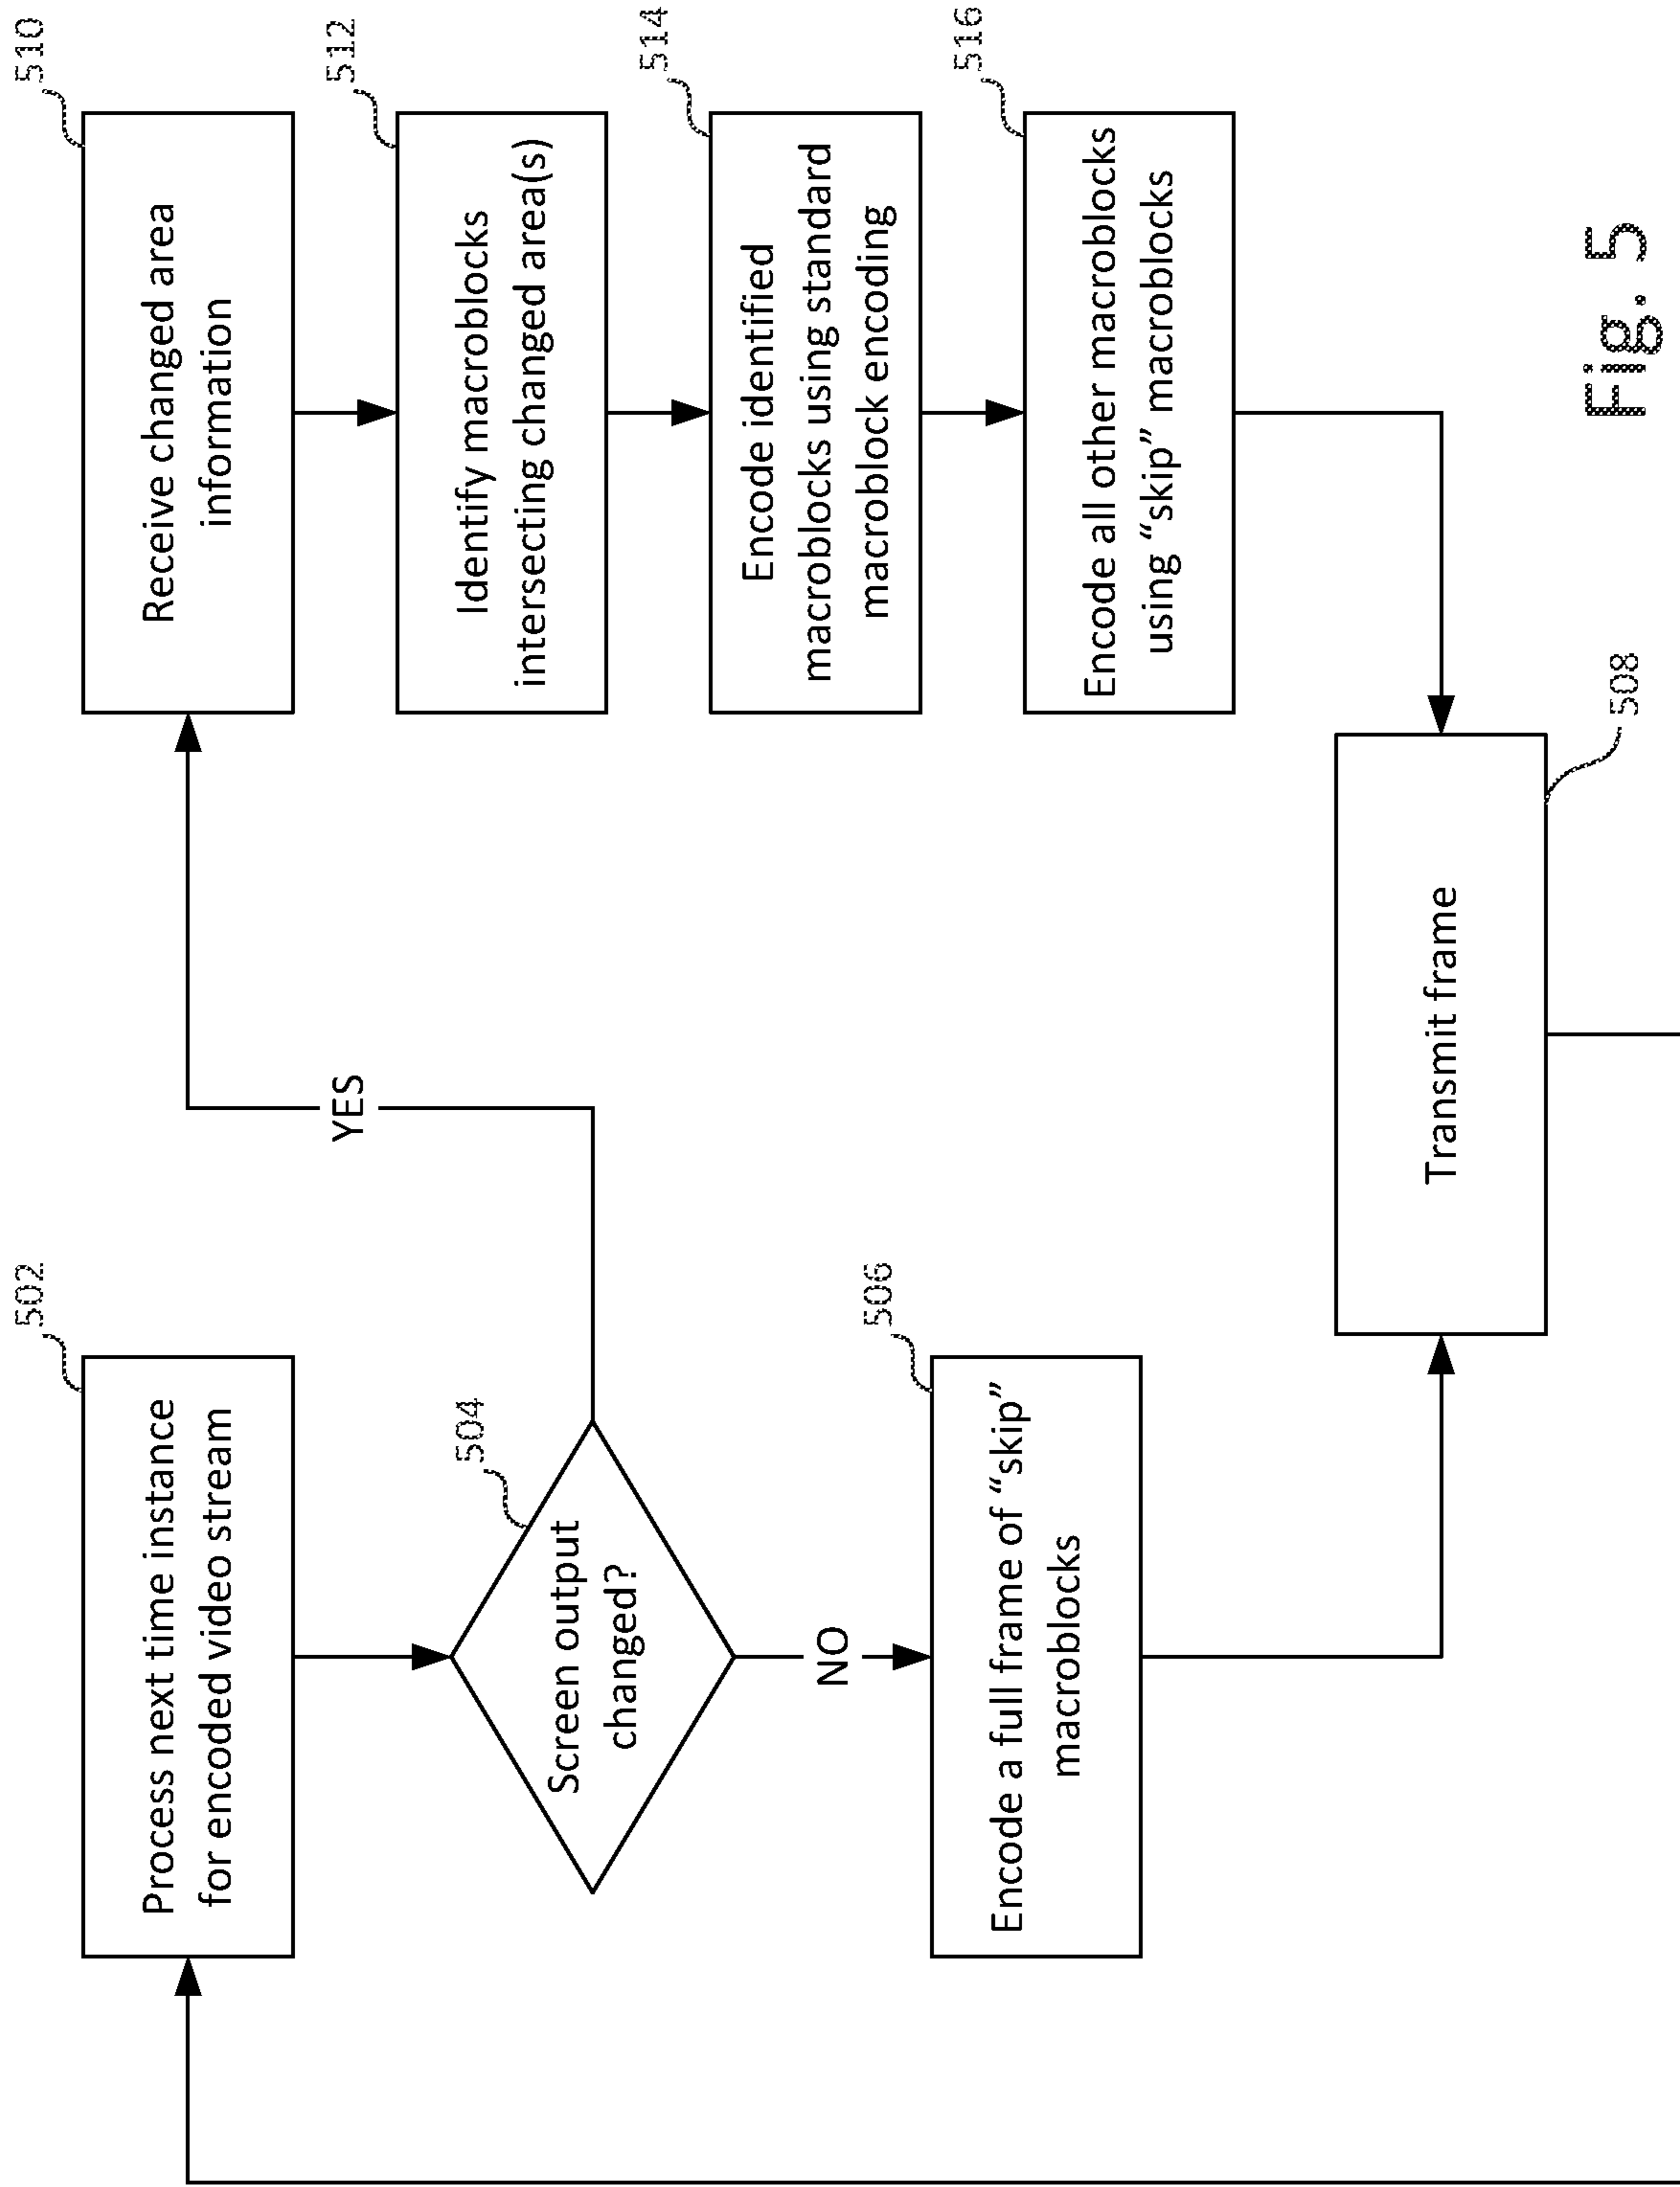 502
Process next time instance
for encoded video stream
504
Screen output
changed?
YES
NO
506
Encode a full frame of “skip”
macroblocks
510
Receive changed area
information
512
Identify macroblocks
intersecting changed area(s)
514
Encode identified
macroblocks using standard
macroblock encoding
516
Encode all other macroblocks
using “skip” macroblocks
Transmit frame
508
Fig. 5